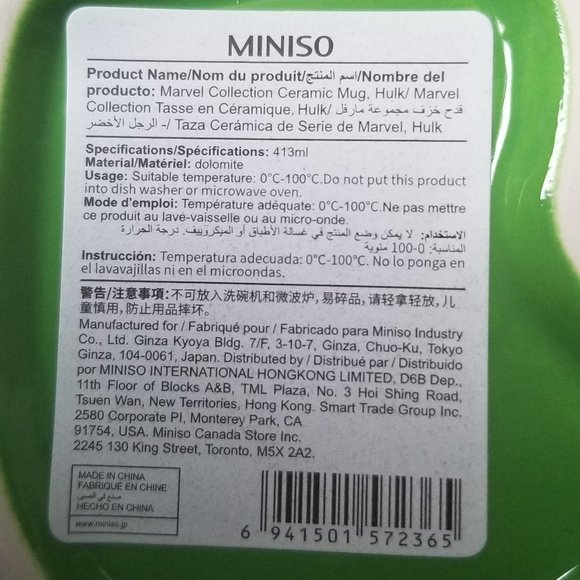 MINISO
Product Name/Nom du produit/اسم المنتج/Nombre del
producto: Marvel Collection Ceramic Mug, Hulk/ Marvel
Collection Tasse en Céramique, Hulk/ قدح خزف مجموعة مارفل
-/ الرجل الأخضر Taza Cerámica de Serie de Marvel, Hulk
Specifications/Spécifications: 413ml
Material/Matériel: dolomite
Usage: Suitable temperature: 0°C-100°C.Do not put this product
into dish washer or microwave oven.
Mode d'emploi: Température adéquate: 0°C-100°C.Ne pas mettre
ce produit au lave-vaisselle ou au micro-onde.
الاستخدام: لا يمكن وضع المنتج في غسالة الأطباق أو الميكروييف. درجة الحرارة
المناسبة: 0-100 مئوية
Instrucción: Temperatura adecuada: 0°C-100°C. No lo ponga en
el lavavajillas ni en el microondas.
警告/注意事项:不可放入洗碗机和微波炉,易碎品,请轻拿轻放,儿
童慎用,防止用品摔坏。
Manufactured for / Fabriqué pour / Fabricado para Miniso Industry
Co., Ltd. Ginza Kyoya Bldg. 7/F, 3-10-7, Ginza, Chuo-Ku, Tokyo
Ginza, 104-0061, Japan. Distributed by / Distribué par / Distribuido
por MINISO INTERNATIONAL HONGKONG LIMITED, D6B Dep.,
11th Floor of Blocks A&B, TML Plaza, No. 3 Hoi Shing Road,
Tsuen Wan, New Territories, Hong Kong. Smart Trade Group Inc.
2580 Corporate Pl, Monterey Park, CA
91754, USA. Miniso Canada Store Inc.
2245 130 King Street, Toronto, M5X 2A2.
MADE IN CHINA
FABRIQUÉ EN CHINE
صنع في الصين
HECHO EN CHINA
www.miniso.jp
6 941501 572365